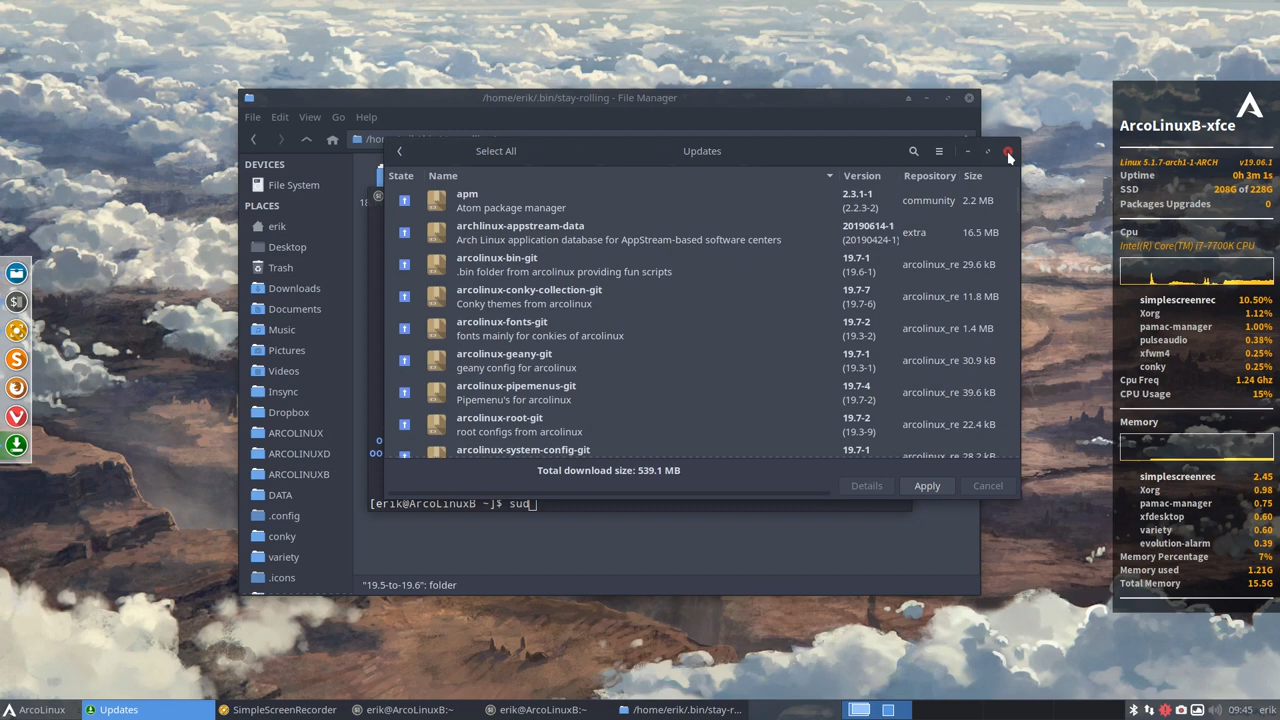 /home/erik/.bin/stay-rolling - File Manager
File Edit View Go Help
Select All
Updates
DEVICES
File System
PLACES
erik
Desktop
Trash
Downloads
Documents
Music
Pictures
Videos
Insync
Dropbox
ARCOLINUX
ARCOLINUXD
ARCOLINUXB
DATA
.config
conky
variety
.icons
State Name Version Repository Size
apm 2.3.1-1
Atom package manager (2.2.3-2) community 2.2 MB
archlinux-appstream-data 20190614-1
Arch Linux application database for AppStream-based software centers (20190424-1) extra 16.5 MB
arcolinux-bin-git 19.7-1
.bin folder from arcolinux providing fun scripts (19.6-1) arcolinux_re 29.6 kB
arcolinux-conky-collection-git 19.7-7
Conky themes from arcolinux (19.7-6) arcolinux_re 11.8 MB
arcolinux-fonts-git 19.7-2
fonts mainly for conkies of arcolinux (19.3-2) arcolinux_re 1.4 MB
arcolinux-geany-git 19.7-1
geany config for arcolinux (19.3-1) arcolinux_re 30.9 kB
arcolinux-pipemenus-git 19.7-4
Pipemenu's for arcolinux (19.7-2) arcolinux_re 39.6 kB
arcolinux-root-git 19.7-2
root configs from arcolinux (19.3-9) arcolinux_re 22.4 kB
arcolinux-system-config-git 19.7-1
arcolinux_re 28.2 kB
Total download size: 539.1 MB
Details Apply Cancel
[erik@ArcoLinuxB ~]$ sud
"19.5-to-19.6": folder
ArcoLinuxB-xfce
Linux 5.1.7-arch1-1-ARCH v19.06.1
Uptime 0h 3m 1s
SSD 208G of 228G
Packages Upgrades 0
Cpu
Intel(R) Core(TM) i7-7700K CPU
simplescreenrec 10.50%
Xorg 1.12%
pamac-manager 1.00%
pulseaudio 0.38%
xfwm4 0.25%
conky 0.25%
Cpu Freq 1.24 Ghz
CPU Usage 15%
Memory
simplescreenrec 2.45
Xorg 0.98
pamac-manager 0.75
xfdesktop 0.60
variety 0.60
evolution-alarm 0.39
Memory Percentage 7%
Memory used 1.21G
Total Memory 15.5G
ArcoLinux Updates SimpleScreenRecorder erik@ArcoLinuxB:~ erik@ArcoLinuxB:~ /home/erik/.bin/stay-r... 09:45 erik